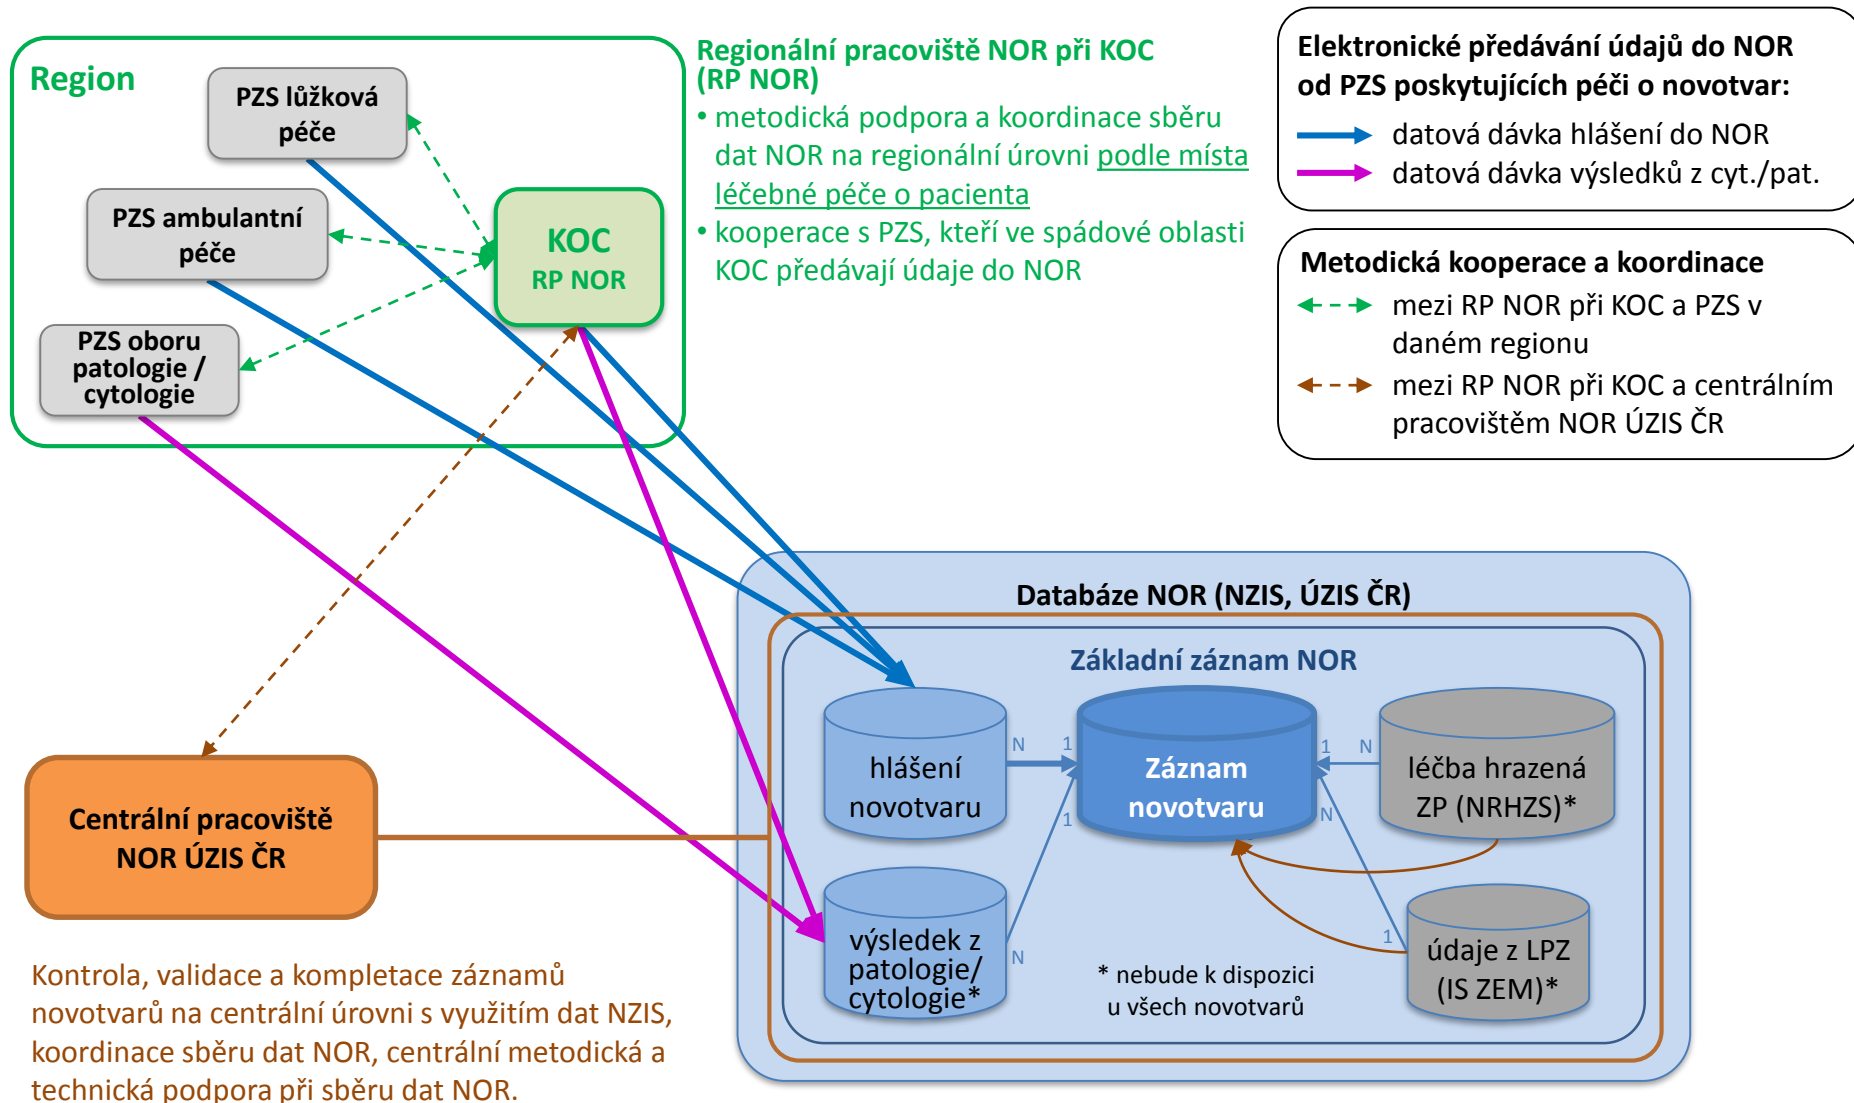 Region
PZS lůžková
péče
PZS ambulantní
péče
PZS oboru
patologie /
cytologie
KOC
RP NOR
Regionální pracoviště NOR při KOC
(RP NOR)
• metodická podpora a koordinace sběru
dat NOR na regionální úrovni podle místa
léčebné péče o pacienta
• kooperace s PZS, kteří ve spádové oblasti
KOC předávají údaje do NOR
Elektronické předávání údajů do NOR
od PZS poskytujících péči o novotvar:
datová dávka hlášení do NOR
datová dávka výsledků z cyt./pat.
Metodická kooperace a koordinace
mezi RP NOR při KOC a PZS v
daném regionu
mezi RP NOR při KOC a centrálním
pracovištěm NOR ÚZIS ČR
Databáze NOR (NZIS, ÚZIS ČR)
Základní záznam NOR
hlášení
novotvaru
N
1
Záznam
novotvaru
1
N
léčba hrazená
ZP (NRHZS)*
1
N
výsledek z
patologie/
cytologie*
N
* nebude k dispozici
u všech novotvarů
1
údaje z LPZ
(IS ZEM)*
Centrální pracoviště
NOR ÚZIS ČR
Kontrola, validace a kompletace záznamů
novotvarů na centrální úrovni s využitím dat NZIS,
koordinace sběru dat NOR, centrální metodická a
technická podpora při sběru dat NOR.